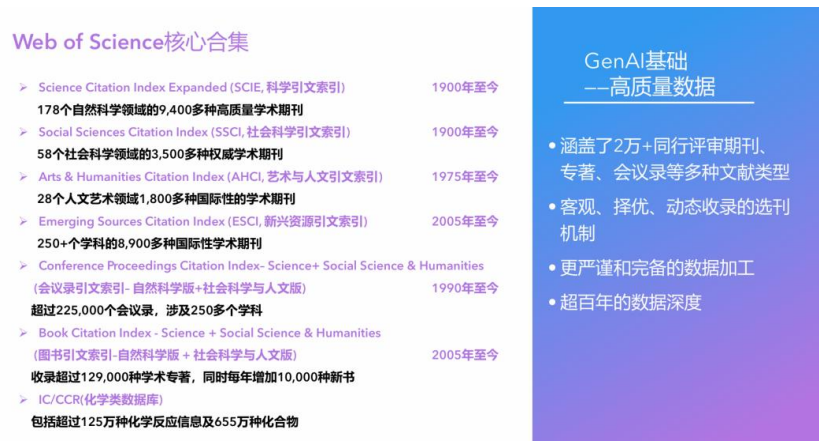 Web of Science核心合集
➢ Science Citation Index Expanded (SCIE, 科学引文索引) 1900年至今
178个自然科学领域的9,400多种高质量学术期刊
➢ Social Sciences Citation Index (SSCI, 社会科学引文索引) 1900年至今
58个社会科学领域的3,500多种权威学术期刊
➢ Arts & Humanities Citation Index (AHCI, 艺术与人文引文索引) 1975年至今
28个人文艺术领域1,800多种国际性的学术期刊
➢ Emerging Sources Citation Index (ESCI, 新兴资源引文索引) 2005年至今
250+个学科的8,900多种国际性学术期刊
➢ Conference Proceedings Citation Index– Science+ Social Science & Humanities
(会议录引文索引- 自然科学版+社会科学与人文版) 1990年至今
超过225,000个会议录，涉及250多个学科
➢ Book Citation Index - Science + Social Science & Humanities
(图书引文索引-自然科学版 + 社会科学与人文版) 2005年至今
收录超过129,000种学术专著，同时每年增加10,000种新书
➢ IC/CCR(化学类数据库)
包括超过125万种化学反应信息及655万种化合物
GenAI基础
——高质量数据
• 涵盖了2万+同行评审期刊、
专著、会议录等多种文献类型
• 客观、择优、动态收录的选刊
机制
• 更严谨和完备的数据加工
• 超百年的数据深度